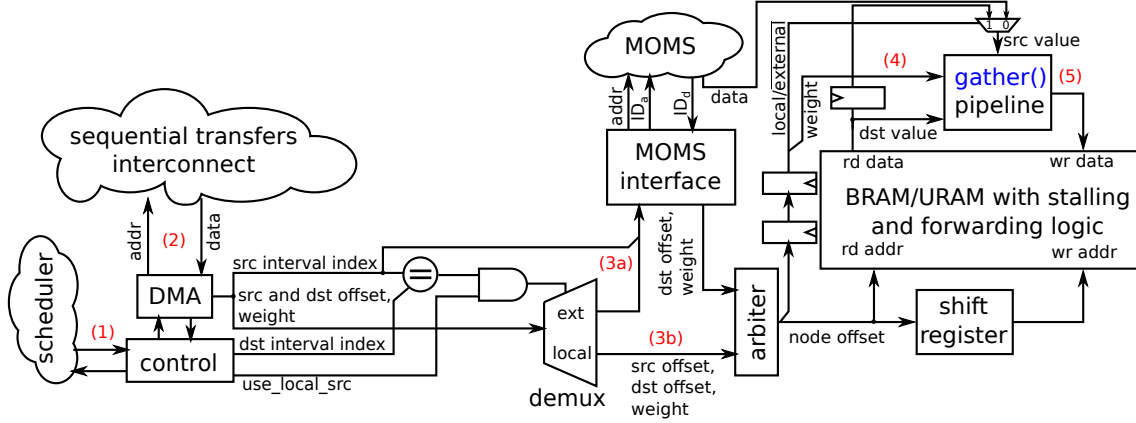 MOMS
1 0
src value
data
addr
ID_a
ID_d
local/external
weight
(4)
gather()
pipeline
(5)
dst value
rd data
wr data
BRAM/URAM with stalling
and forwarding logic
rd addr
wr addr
sequential transfers
interconnect
MOMS
interface
addr
(2)
data
scheduler
(1)
DMA
control
src interval index
src and dst offset,
weight
dst interval index
use_local_src
=
(3a)
ext
local
demux
dst offset,
weight
(3b)
src offset,
dst offset,
weight
arbiter
node offset
shift
register